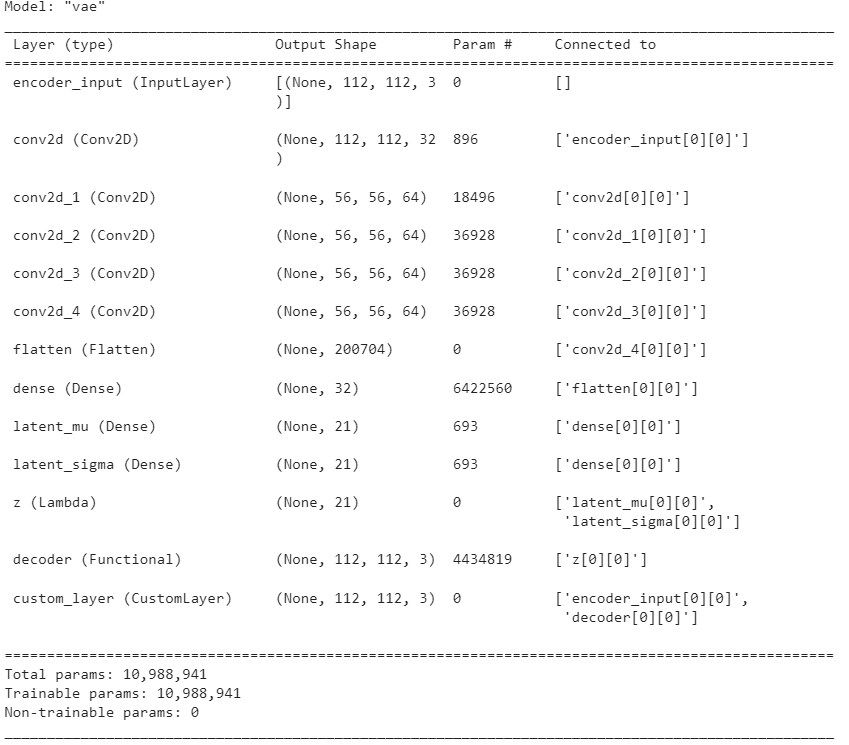 Model: "vae"
Layer (type) Output Shape Param # Connected to
encoder_input (InputLayer) [(None, 112, 112, 3 0 []
)]
conv2d (Conv2D) (None, 112, 112, 32 896 ['encoder_input[0][0]']
)
conv2d_1 (Conv2D) (None, 56, 56, 64) 18496 ['conv2d[0][0]']
conv2d_2 (Conv2D) (None, 56, 56, 64) 36928 ['conv2d_1[0][0]']
conv2d_3 (Conv2D) (None, 56, 56, 64) 36928 ['conv2d_2[0][0]']
conv2d_4 (Conv2D) (None, 56, 56, 64) 36928 ['conv2d_3[0][0]']
flatten (Flatten) (None, 200704) 0 ['conv2d_4[0][0]']
dense (Dense) (None, 32) 6422560 ['flatten[0][0]']
latent_mu (Dense) (None, 21) 693 ['dense[0][0]']
latent_sigma (Dense) (None, 21) 693 ['dense[0][0]']
z (Lambda) (None, 21) 0 ['latent_mu[0][0]',
'latent_sigma[0][0]']
decoder (Functional) (None, 112, 112, 3) 4434819 ['z[0][0]']
custom_layer (CustomLayer) (None, 112, 112, 3) 0 ['encoder_input[0][0]',
'decoder[0][0]']
Total params: 10,988,941
Trainable params: 10,988,941
Non-trainable params: 0